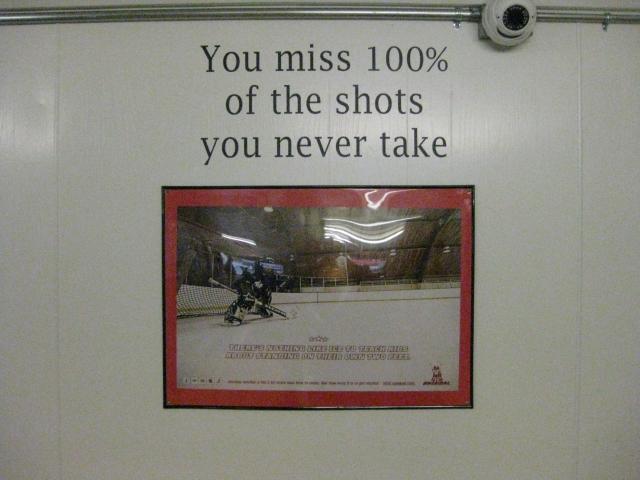 You miss 100%
of the shots
you never take
THERE'S NOTHING LIKE ICE TO TEACH KIDS
ABOUT STANDING ON THEIR OWN TWO FEET.